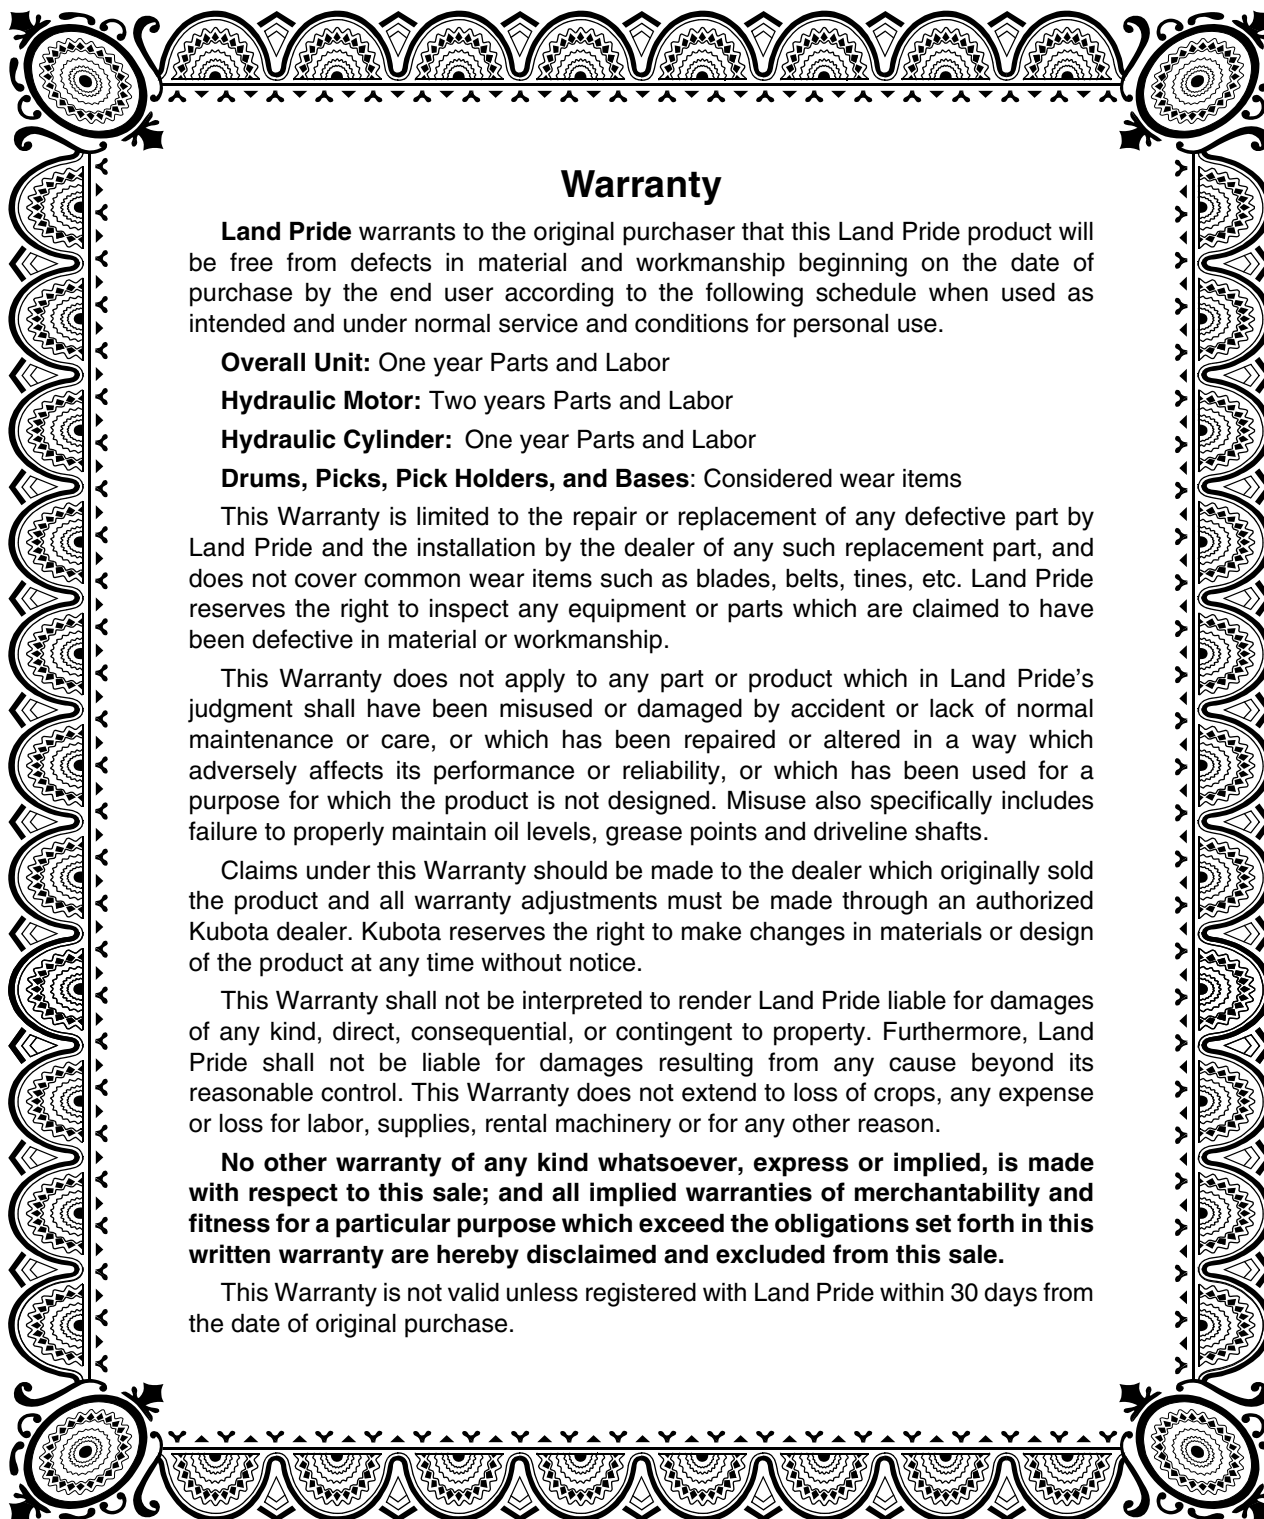 Warranty
Land Pride warrants to the original purchaser that this Land Pride product will
be free from defects in material and workmanship beginning on the date of
purchase by the end user according to the following schedule when used as
intended and under normal service and conditions for personal use.
Overall Unit: One year Parts and Labor
Hydraulic Motor: Two years Parts and Labor
Hydraulic Cylinder: One year Parts and Labor
Drums, Picks, Pick Holders, and Bases: Considered wear items
This Warranty is limited to the repair or replacement of any defective part by
Land Pride and the installation by the dealer of any such replacement part, and
does not cover common wear items such as blades, belts, tines, etc. Land Pride
reserves the right to inspect any equipment or parts which are claimed to have
been defective in material or workmanship.
This Warranty does not apply to any part or product which in Land Pride’s
judgment shall have been misused or damaged by accident or lack of normal
maintenance or care, or which has been repaired or altered in a way which
adversely affects its performance or reliability, or which has been used for a
purpose for which the product is not designed. Misuse also specifically includes
failure to properly maintain oil levels, grease points and driveline shafts.
Claims under this Warranty should be made to the dealer which originally sold
the product and all warranty adjustments must be made through an authorized
Kubota dealer. Kubota reserves the right to make changes in materials or design
of the product at any time without notice.
This Warranty shall not be interpreted to render Land Pride liable for damages
of any kind, direct, consequential, or contingent to property. Furthermore, Land
Pride shall not be liable for damages resulting from any cause beyond its
reasonable control. This Warranty does not extend to loss of crops, any expense
or loss for labor, supplies, rental machinery or for any other reason.
No other warranty of any kind whatsoever, express or implied, is made
with respect to this sale; and all implied warranties of merchantability and
fitness for a particular purpose which exceed the obligations set forth in this
written warranty are hereby disclaimed and excluded from this sale.
This Warranty is not valid unless registered with Land Pride within 30 days from
the date of original purchase.